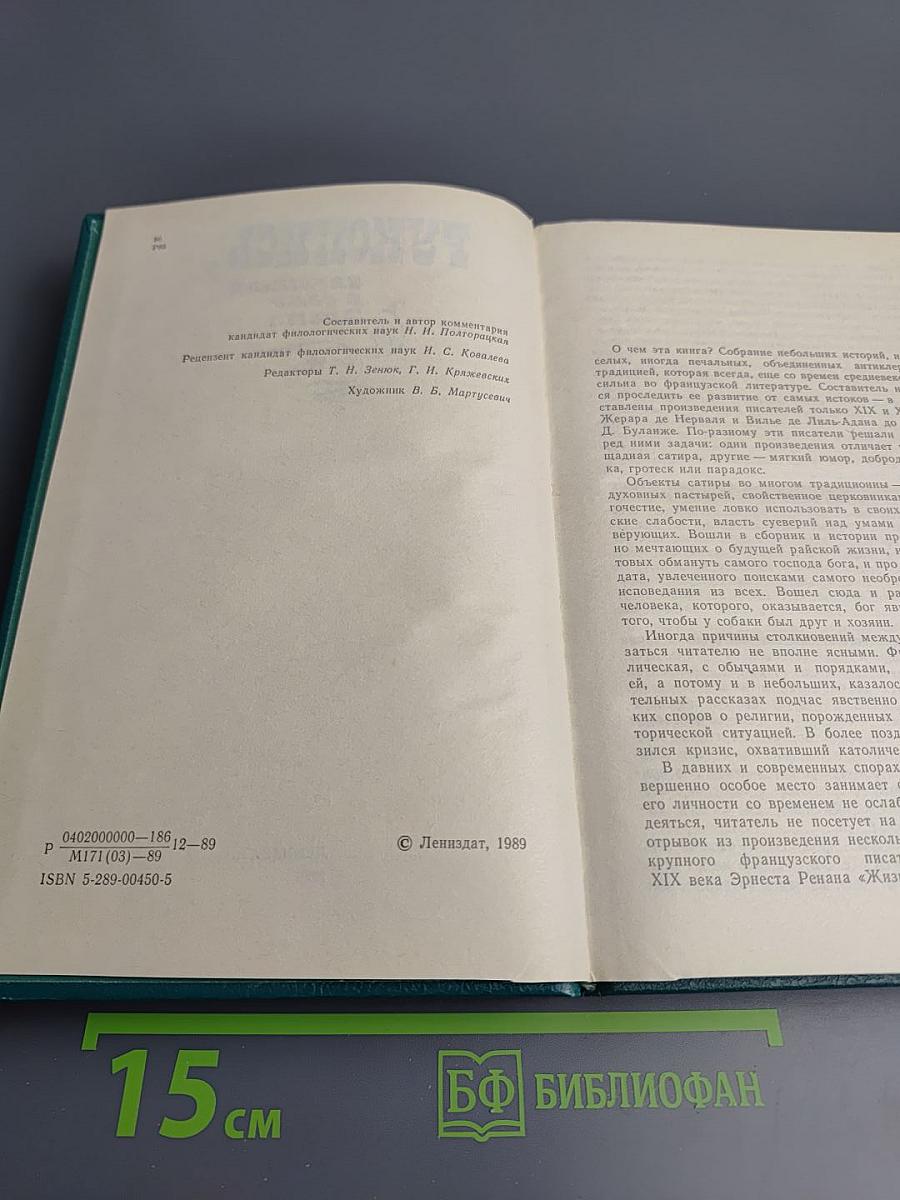 86
Р85
Составитель и автор комментария
кандидат филологических наук Н. И. Полторацкая
Рецензент кандидат филологических наук И. С. Ковалева
Редакторы Т. Н. Зенюк, Г. И. Кряжевских
Художник В. Б. Мартусевич
Р 0402000000—186 12—89
М171(03)—89
© Лениздат, 1989
ISBN 5-289-00450-5
О чем эта книга? Собрание небольших историй,
селых, иногда печальных, объединенных антиклер
традицией, которая всегда, еще со времен средневеко
сильна во французской литературе. Составитель
ся проследить ее развитие от самых истоков — в
ставлены произведения писателей только XIX и
Жерара де Нерваля и Вилье де Лиль-Адана до
Д. Буланже. По-разному эти писатели решали
ред ними задачи: одни произведения отличает
щадная сатира, другие — мягкий юмор, доброд
ка, гротеск или парадокс.
Объекты сатиры во многом традиционны —
духовных пастырей, свойственное церковникам
гочестие, умение ловко использовать в своих
ские слабости, власть суеверий над умами
верующих. Вошли в сборник и истории пр
но мечтающих о будущей райской жизни,
товых обмануть самого господа бога, и про
дата, увлеченного поисками самого необ
исповедания из всех. Вошел сюда и ра
человека, которого, оказывается, бог яв
того, чтобы у собаки был друг и хозяин.
Иногда причины столкновений между
заться читателю не вполне ясными.
лическая, с обычаями и порядками,
ей, а потому и в небольших, казалос
тельных рассказах подчас явственно
ких споров о религии, порожденных
торической ситуацией. В более позд
зился кризис, охвативший католиче
В давних и современных спорах
вершенно особое место занимает
его личности со временем не ослаб
деяться, читатель не посетует на
отрывок из произведения несколь
крупного французского писат
XIX века Эрнеста Ренана «Жиз
15 см
БФ БИБЛИОФАН